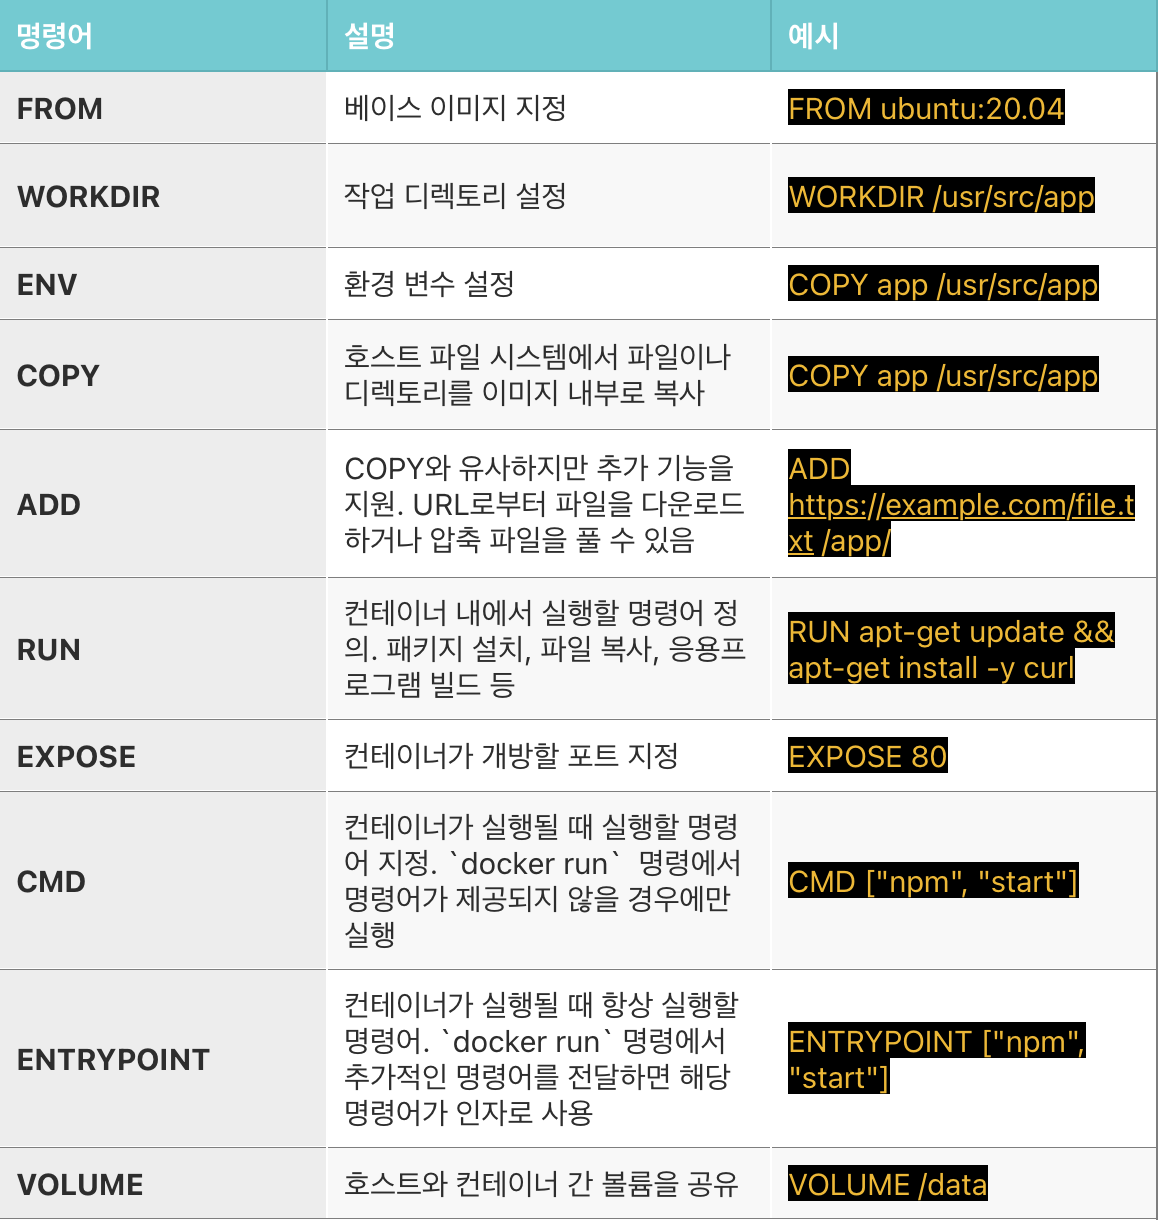 명령어 설명 예시
FROM 베이스 이미지 지정 FROM ubuntu:20.04
WORKDIR 작업 디렉토리 설정 WORKDIR /usr/src/app
ENV 환경 변수 설정 COPY app /usr/src/app
COPY
호스트 파일 시스템에서 파일이나
디렉토리를 이미지 내부로 복사
COPY app /usr/src/app
ADD
COPY와 유사하지만 추가 기능을
지원. URL로부터 파일을 다운로드
하거나 압축 파일을 풀 수 있음
ADD
https://example.com/file.t
xt /app/
RUN
컨테이너 내에서 실행할 명령어 정
의. 패키지 설치, 파일 복사, 응용프
로그램 빌드 등
RUN apt-get update &&
apt-get install -y curl
EXPOSE 컨테이너가 개방할 포트 지정 EXPOSE 80
CMD
컨테이너가 실행될 때 실행할 명령
어 지정. `docker run`  명령에서
명령어가 제공되지 않을 경우에만
실행
CMD ["npm", "start"]
ENTRYPOINT
컨테이너가 실행될 때 항상 실행할
명령어. `docker run` 명령에서
추가적인 명령어를 전달하면 해당
명령어가 인자로 사용
ENTRYPOINT ["npm",
"start"]
VOLUME 호스트와 컨테이너 간 볼륨을 공유 VOLUME /data